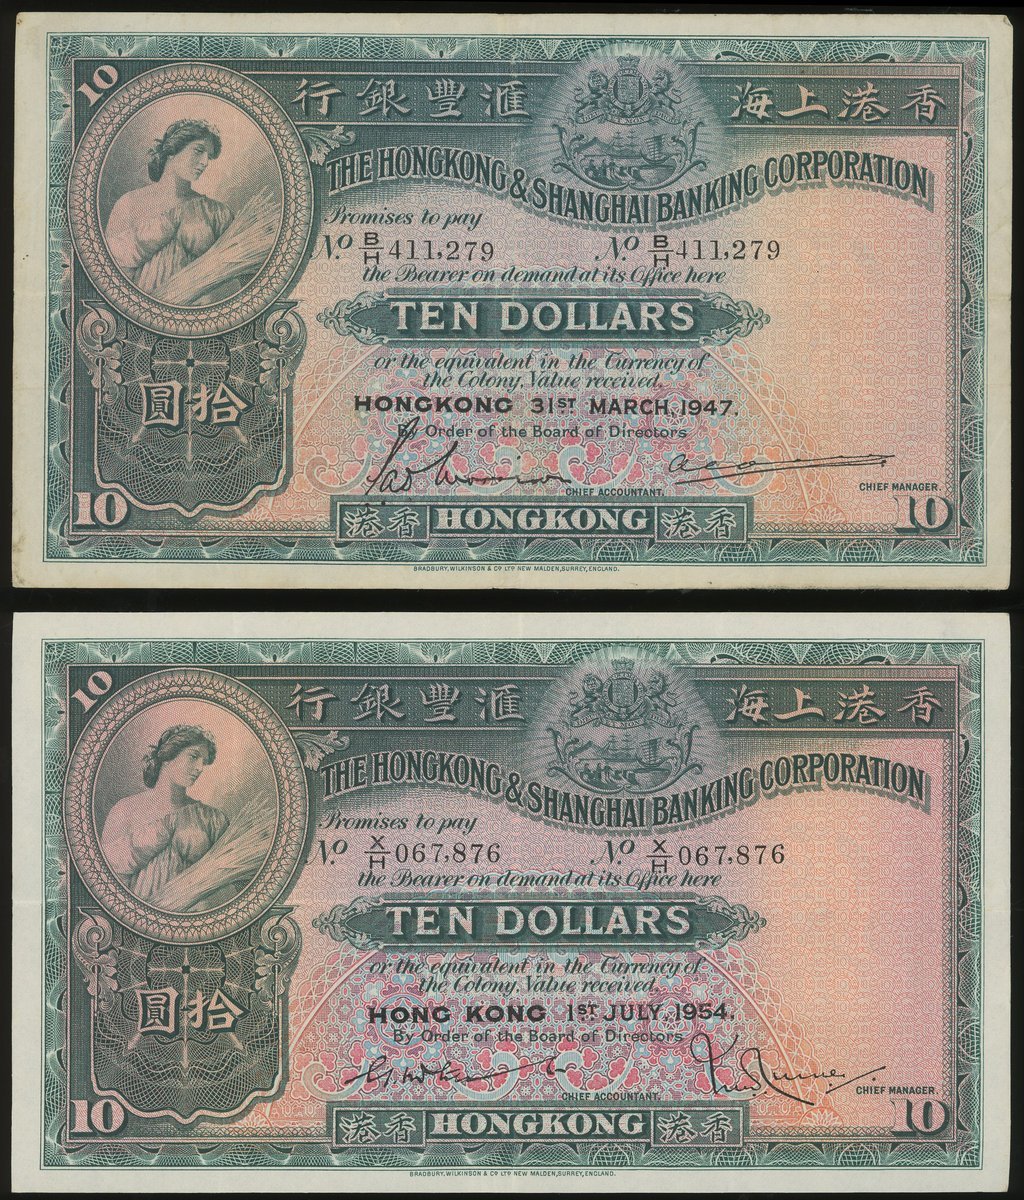 10
行銀豐滙 海上港香
THE HONGKONG & SHANGHAI BANKING CORPORATION
Promises to pay
No. B/H 411,279 No. B/H 411,279
the Bearer on demand at its Office here
TEN DOLLARS
or the equivalent in the Currency of
the Colony, Value received.
圓拾
HONGKONG 31ST MARCH, 1947.
By Order of the Board of Directors
CHIEF ACCOUNTANT. CHIEF MANAGER.
10 港香 HONGKONG 港香 10
BRADBURY, WILKINSON & CO LTD NEW MALDEN, SURREY, ENGLAND.
10
行銀豐滙 海上港香
THE HONGKONG & SHANGHAI BANKING CORPORATION
Promises to pay
No. X/H 067,876 No. X/H 067,876
the Bearer on demand at its Office here
TEN DOLLARS
or the equivalent in the Currency of
the Colony, Value received.
圓拾
HONG KONG 1ST JULY, 1954.
By Order of the Board of Directors
CHIEF ACCOUNTANT. CHIEF MANAGER.
10 港香 HONGKONG 港香 10
BRADBURY, WILKINSON & CO LTD NEW MALDEN, SURREY, ENGLAND.